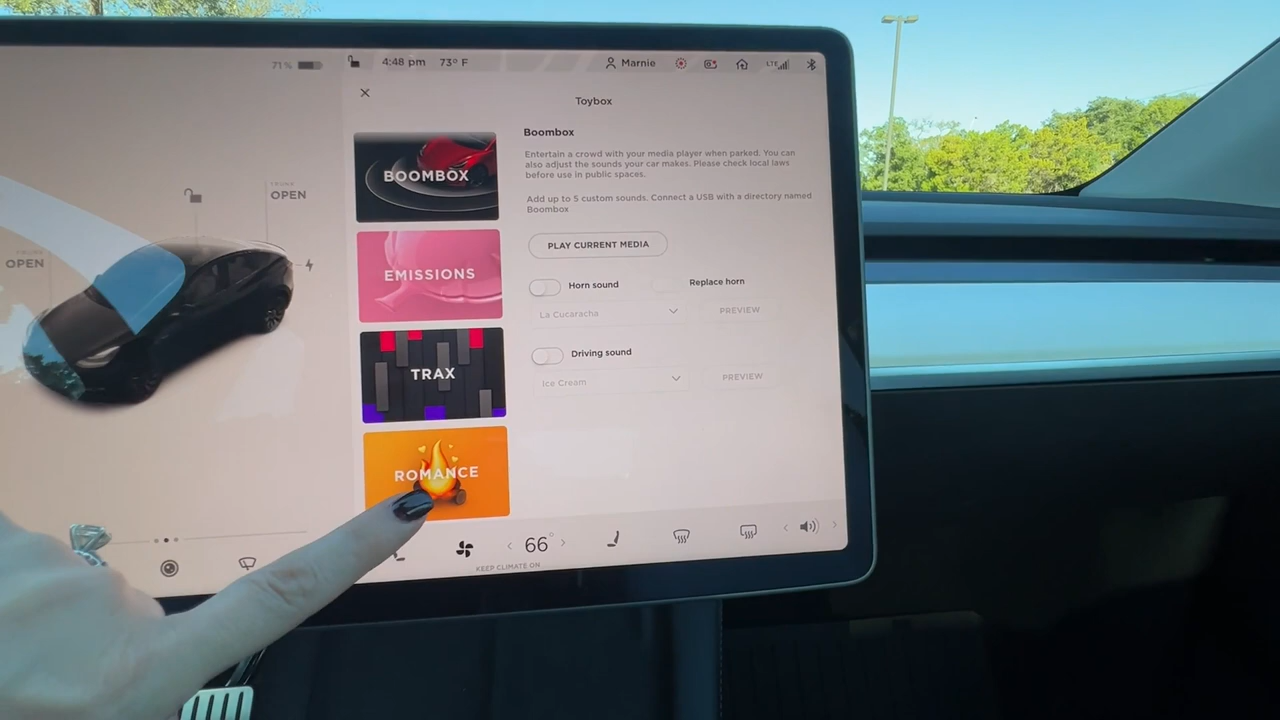 71%
4:48 pm
73° F
Marnie
LTE
Toybox
TRUNK
OPEN
OPEN
BOOMBOX
EMISSIONS
TRAX
ROMANCE
Boombox
Entertain a crowd with your media player when parked. You can
also adjust the sounds your car makes. Please check local laws
before use in public spaces.
Add up to 5 custom sounds. Connect a USB with a directory named
Boombox
PLAY CURRENT MEDIA
Horn sound
Replace horn
La Cucaracha
PREVIEW
Driving sound
Ice Cream
PREVIEW
66°
KEEP CLIMATE ON